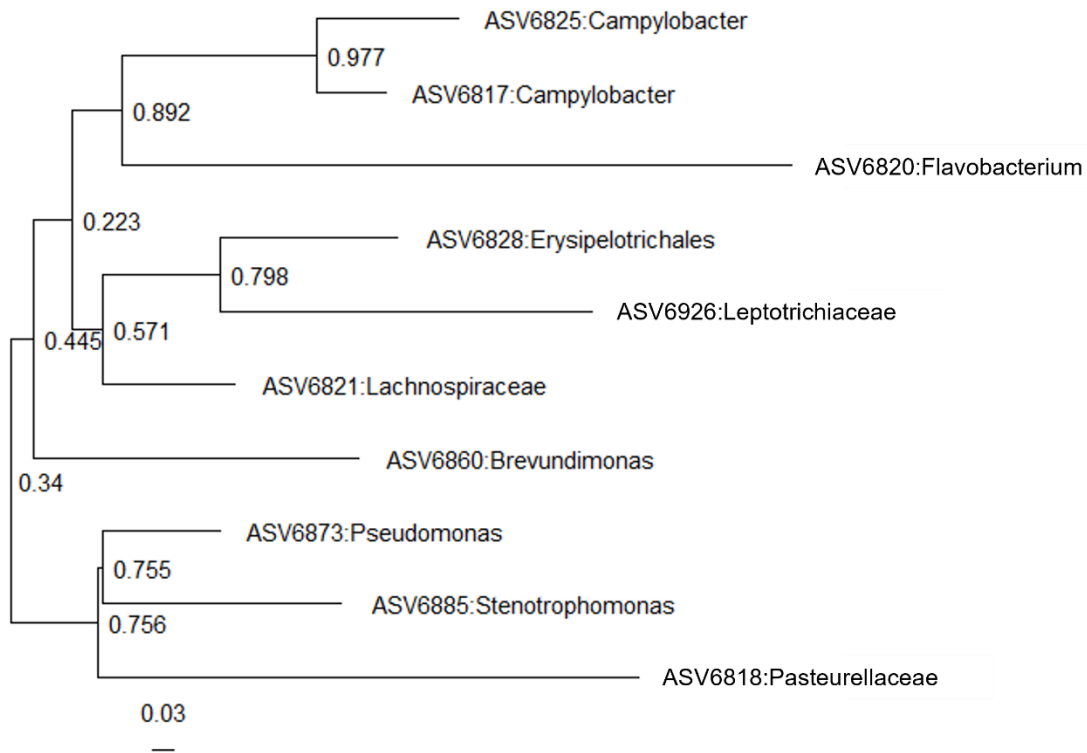 ASV6825:Campylobacter
0.977
ASV6817:Campylobacter
0.892
ASV6820:Flavobacterium
0.223
ASV6828:Erysipelotrichales
0.798
ASV6926:Leptotrichiaceae
0.445
0.571
ASV6821:Lachnospiraceae
ASV6860:Brevundimonas
0.34
ASV6873:Pseudomonas
0.755
ASV6885:Stenotrophomonas
0.756
ASV6818:Pasteurellaceae
0.03